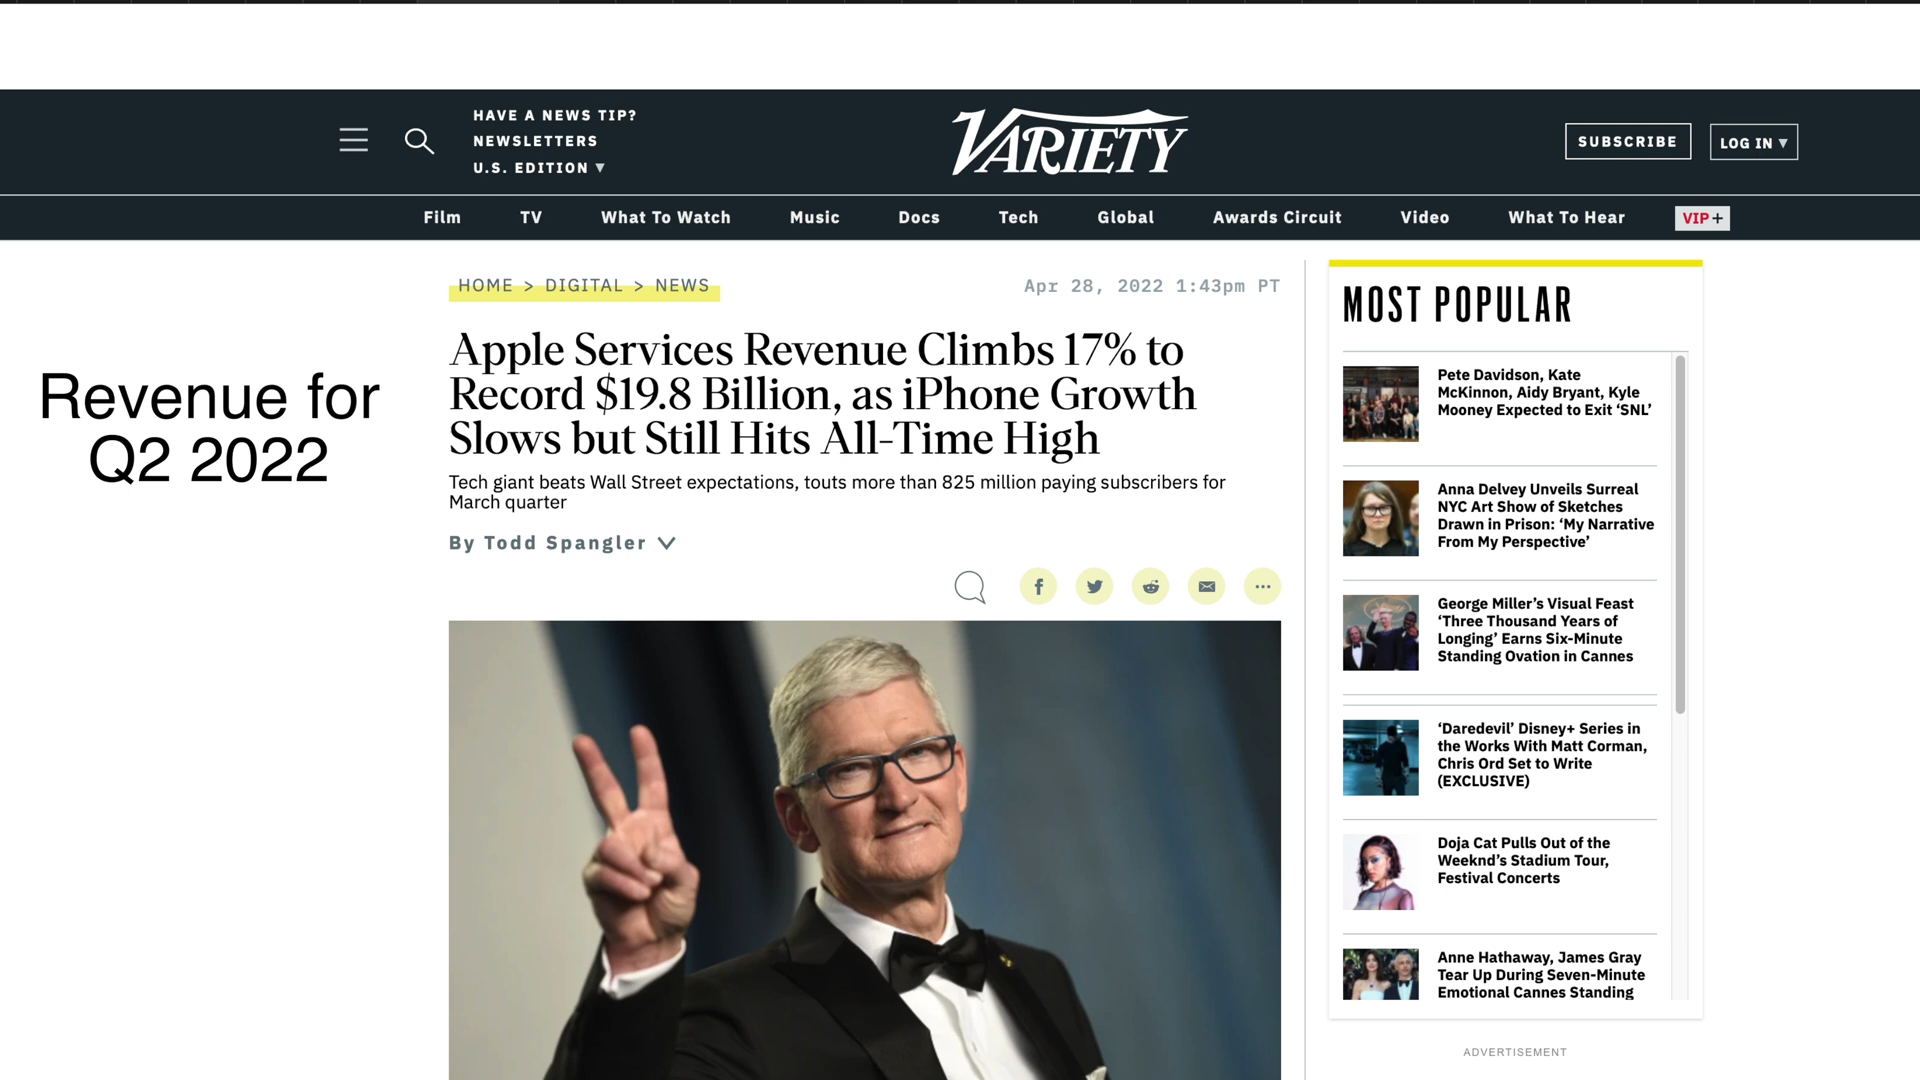 HAVE A NEWS TIP?
NEWSLETTERS
U.S. EDITION ▼
VARIETY
SUBSCRIBE
LOG IN ▼
Film TV What To Watch Music Docs Tech Global Awards Circuit Video What To Hear VIP+
Revenue for
Q2 2022
HOME > DIGITAL > NEWS
Apr 28, 2022 1:43pm PT
Apple Services Revenue Climbs 17% to
Record $19.8 Billion, as iPhone Growth
Slows but Still Hits All-Time High
Tech giant beats Wall Street expectations, touts more than 825 million paying subscribers for
March quarter
By Todd Spangler
MOST POPULAR
Pete Davidson, Kate
McKinnon, Aidy Bryant, Kyle
Mooney Expected to Exit ‘SNL’
Anna Delvey Unveils Surreal
NYC Art Show of Sketches
Drawn in Prison: ‘My Narrative
From My Perspective’
George Miller’s Visual Feast
‘Three Thousand Years of
Longing’ Earns Six-Minute
Standing Ovation in Cannes
‘Daredevil’ Disney+ Series in
the Works With Matt Corman,
Chris Ord Set to Write
(EXCLUSIVE)
Doja Cat Pulls Out of the
Weeknd’s Stadium Tour,
Festival Concerts
Anne Hathaway, James Gray
Tear Up During Seven-Minute
Emotional Cannes Standing
ADVERTISEMENT